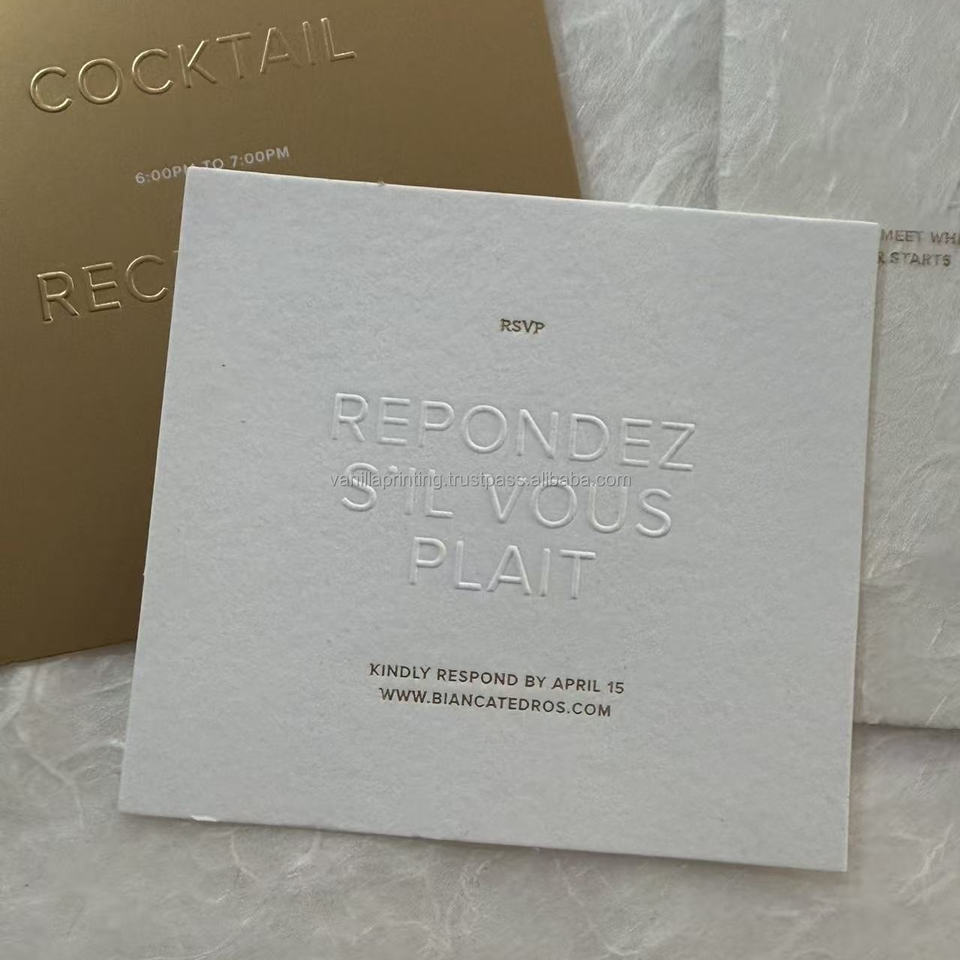 COCKTAIL
6:00PM TO 7:00PM
REC
MEET
STARTS
RSVP
REPONDEZ
S'IL VOUS
PLAIT
vanillaprinting.trustpass.alibaba.com
KINDLY RESPOND BY APRIL 15
WWW.BIANCATEDROS.COM